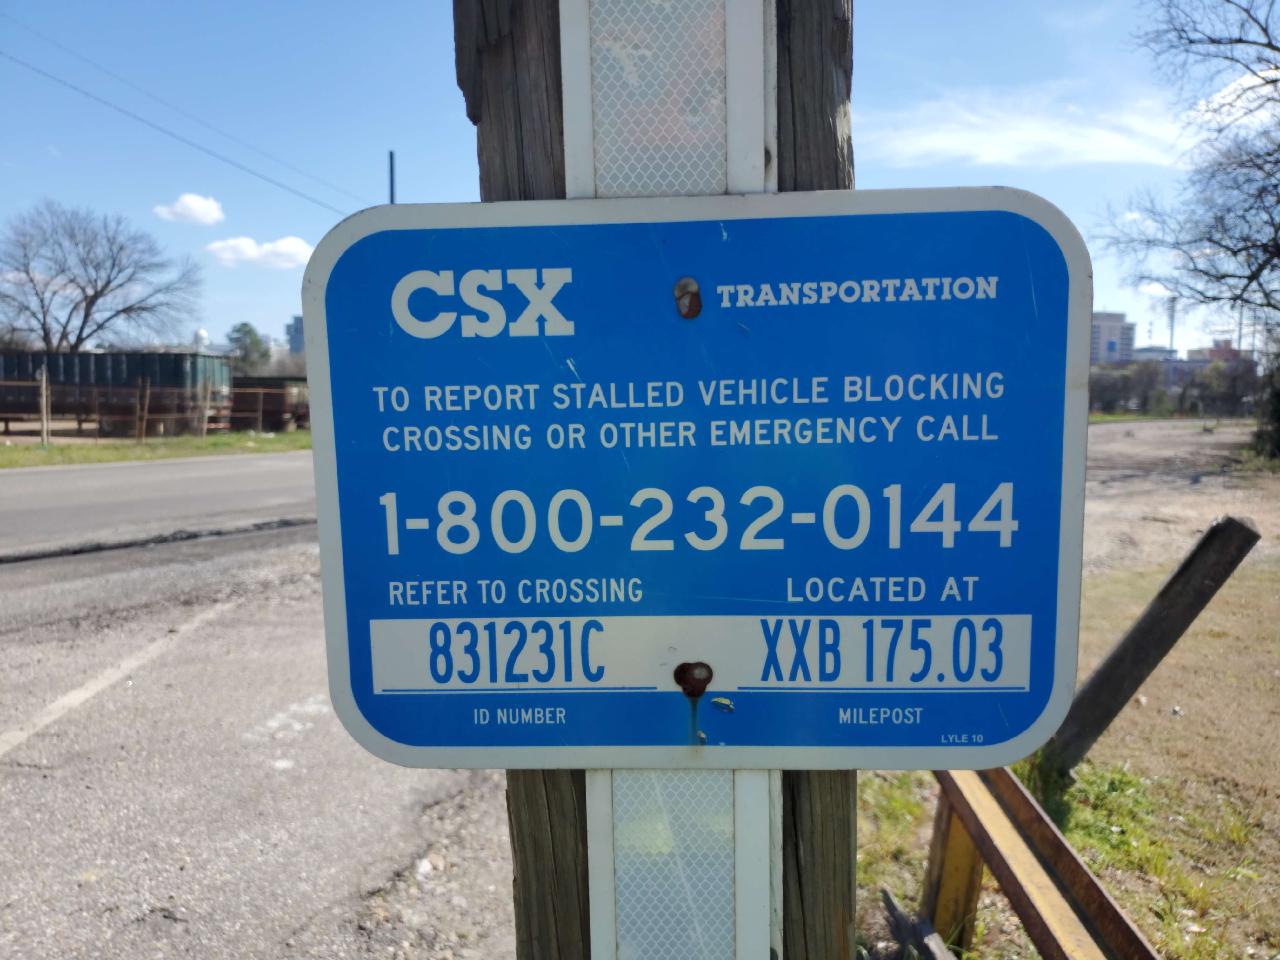 CSX TRANSPORTATION
TO REPORT STALLED VEHICLE BLOCKING
CROSSING OR OTHER EMERGENCY CALL
1-800-232-0144
REFER TO CROSSING LOCATED AT
831231C XXB 175.03
ID NUMBER MILEPOST
LYLE 10